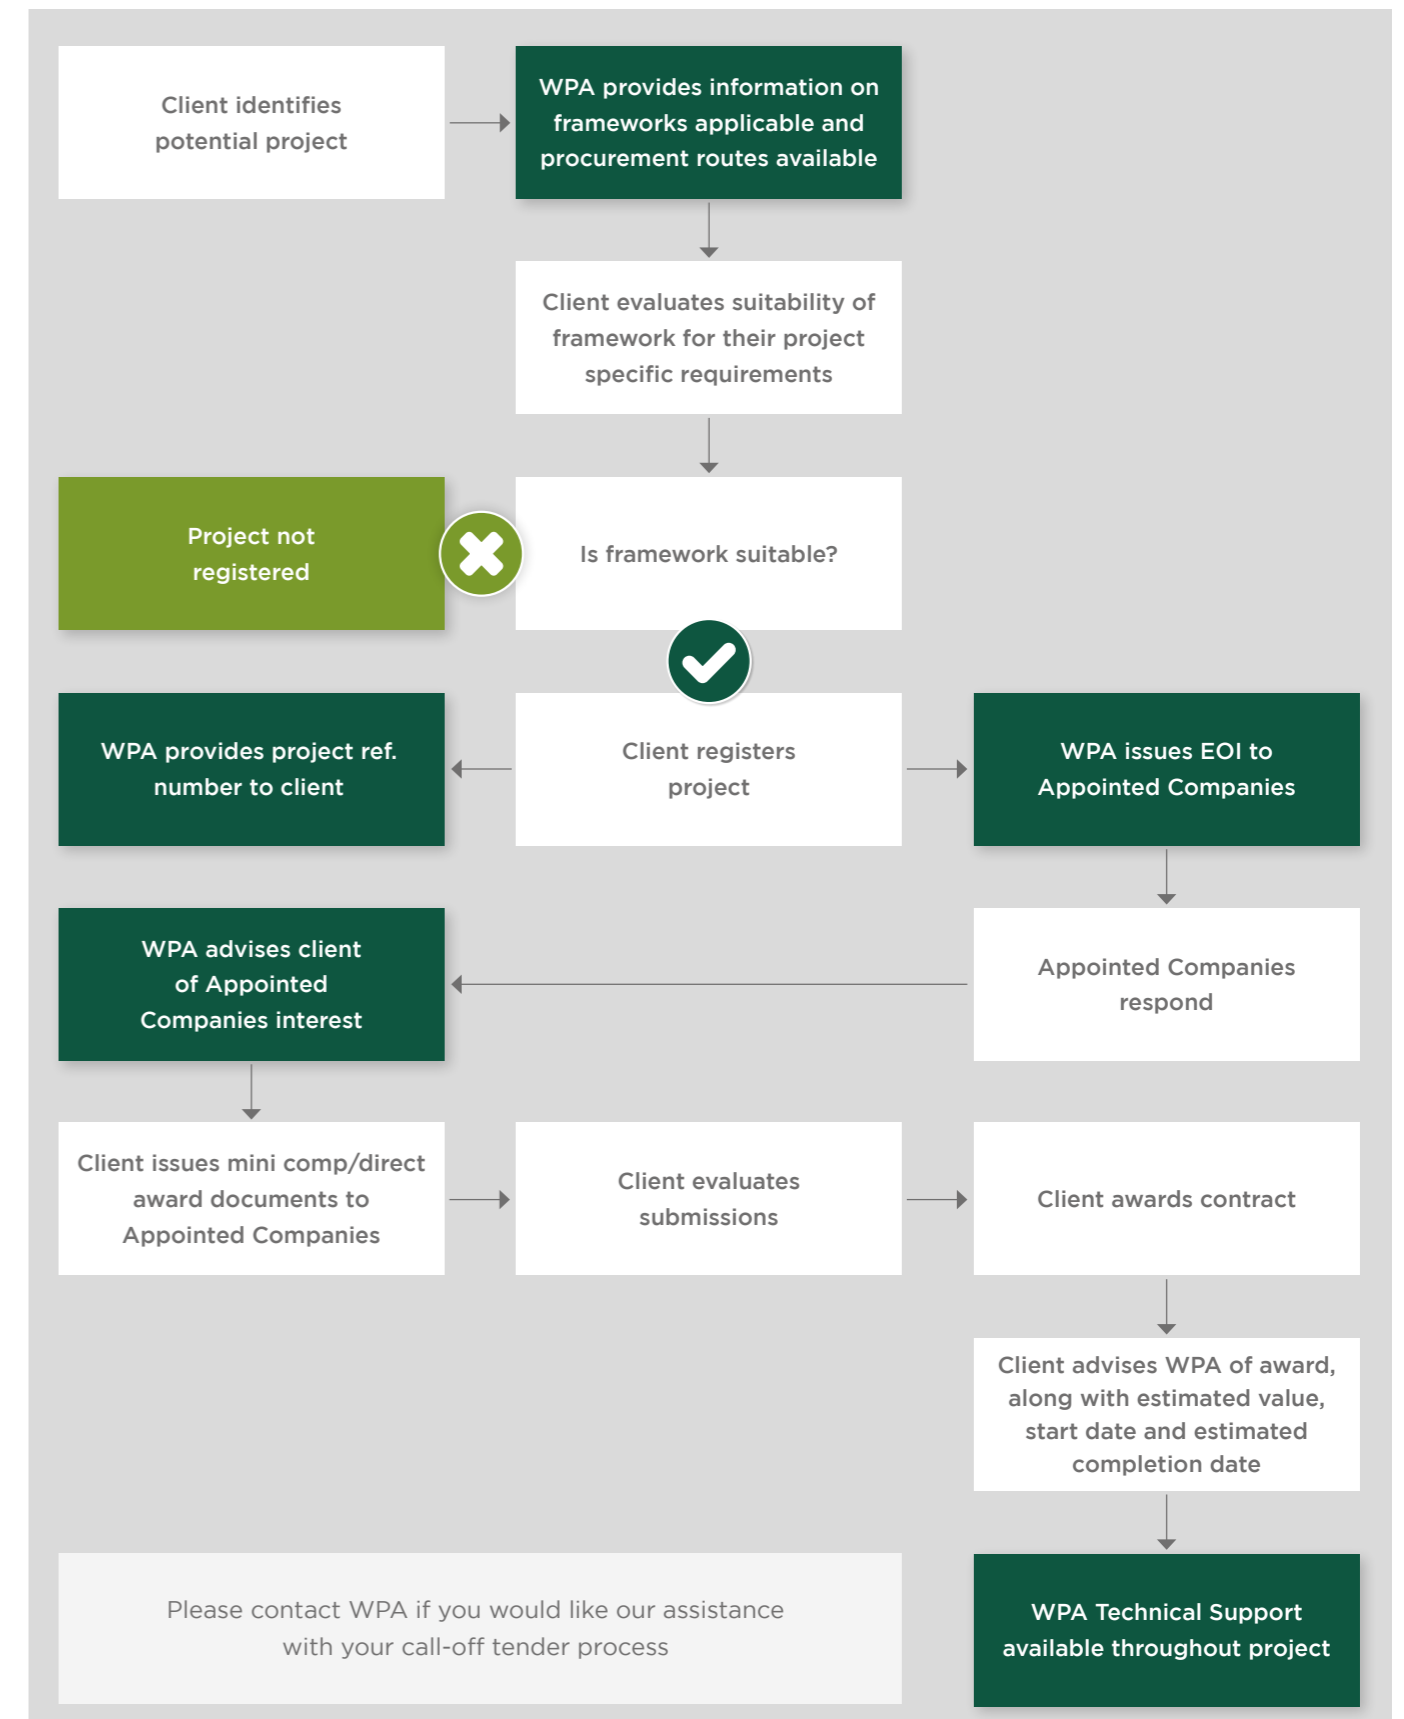 Client identifies
potential project
WPA provides information on
frameworks applicable and
procurement routes available
Client evaluates suitability of
framework for their project
specific requirements
Project not
registered
Is framework suitable?
WPA provides project ref.
number to client
Client registers
project
WPA issues EOI to
Appointed Companies
WPA advises client
of Appointed
Companies interest
Appointed Companies
respond
Client issues mini comp/direct
award documents to
Appointed Companies
Client evaluates
submissions
Client awards contract
Client advises WPA of award,
along with estimated value,
start date and estimated
completion date
Please contact WPA if you would like our assistance
with your call-off tender process
WPA Technical Support
available throughout project